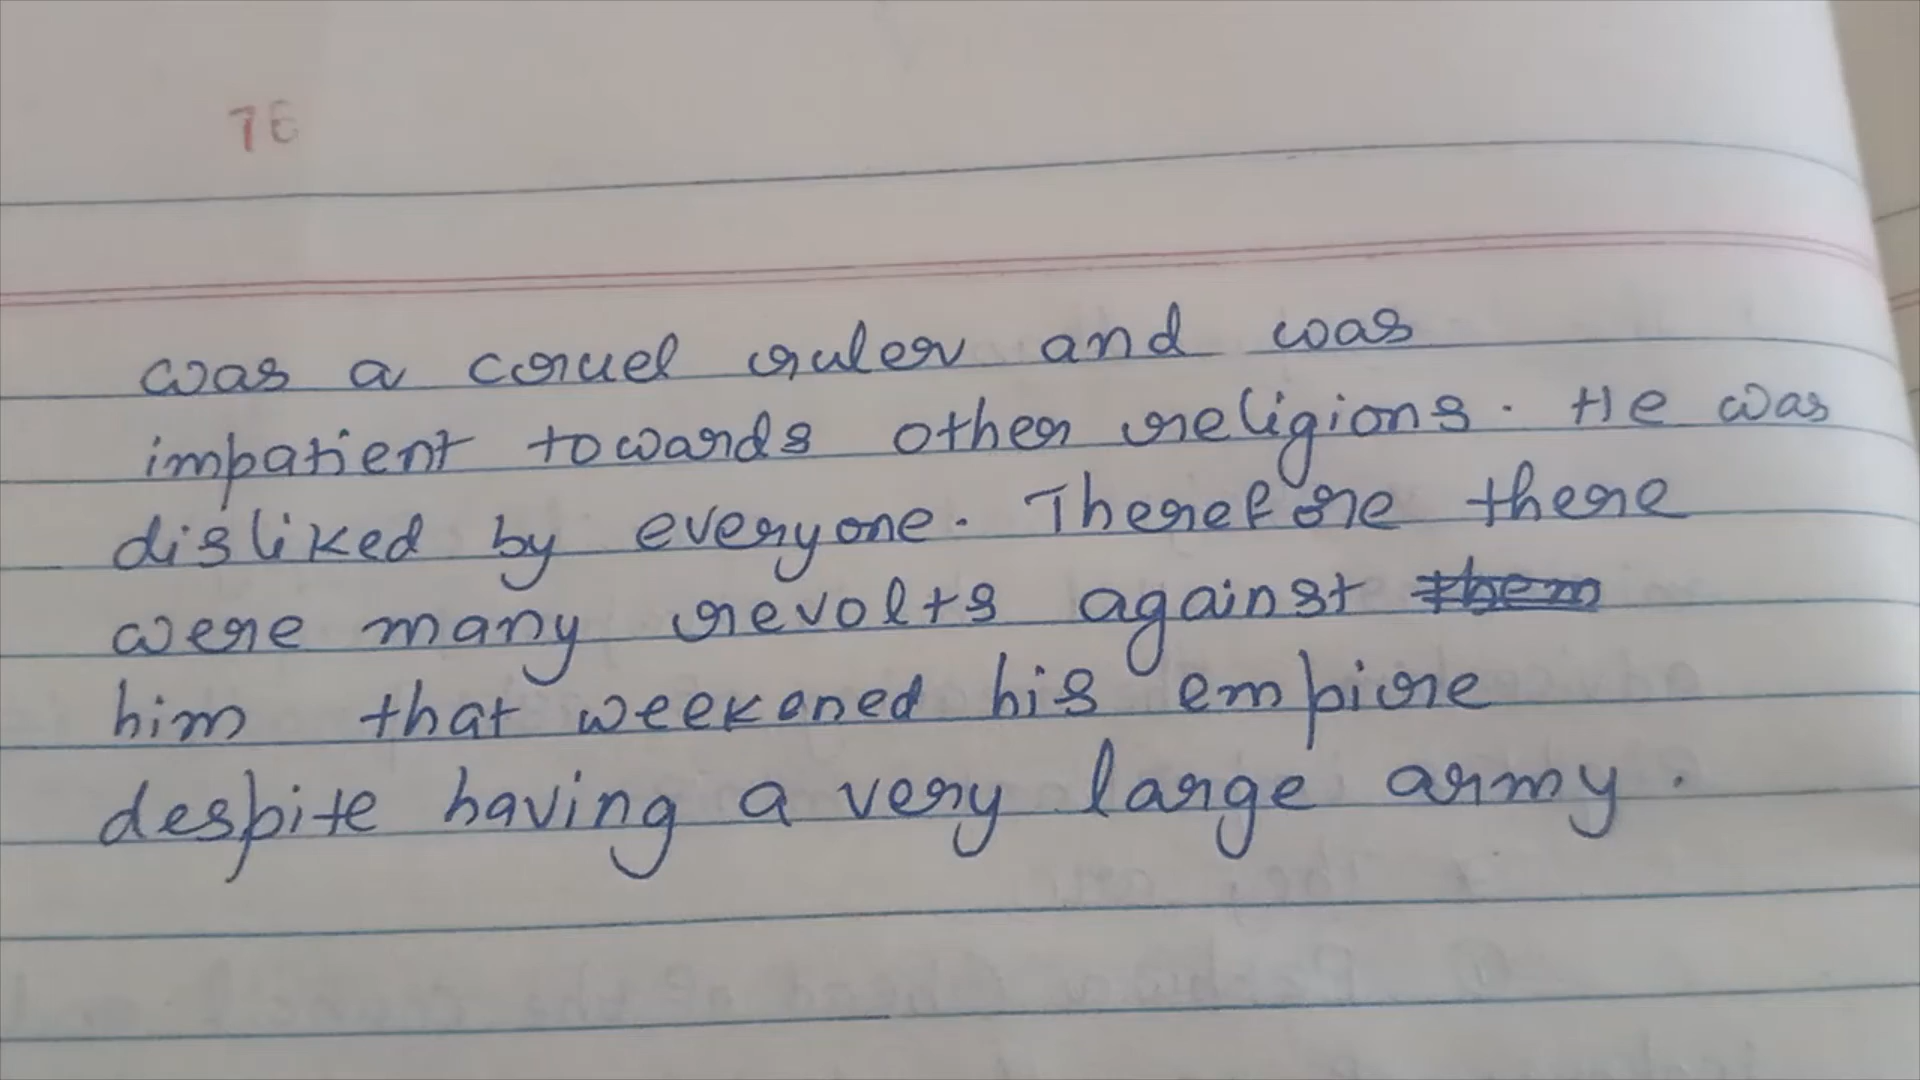 76
was a cruel ruler and was
impatient towards other religions. He was
disliked by everyone. Therefore there
were many revolts against ~~them~~
him that weekened his empire
despite having a very large army.